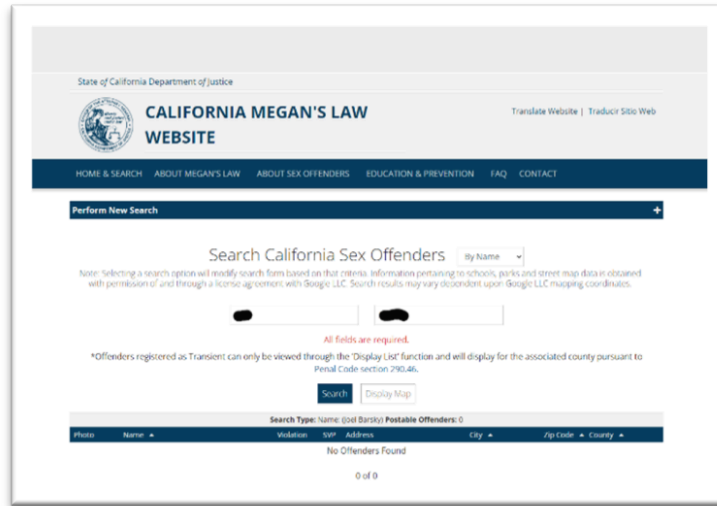 State of California Department of Justice
CALIFORNIA MEGAN'S LAW
WEBSITE
Translate Website | Traducir Sitio Web
HOME & SEARCH ABOUT MEGAN'S LAW ABOUT SEX OFFENDERS EDUCATION & PREVENTION FAQ CONTACT
Perform New Search +
Search California Sex Offenders By Name
Note: Selecting a search option will modify search form based on that criteria. Information pertaining to schools, parks and street map data is obtained
with permission of and through a license agreement with Google LLC. Search results may vary dependent upon Google LLC mapping coordinates.
All fields are required.
*Offenders registered as Transient can only be viewed through the 'Display List' function and will display for the associated county pursuant to
Penal Code section 290.46.
Search Display Map
Search Type: Name: (Joel Barsky) Postable Offenders: 0
Photo Name Violation SVP Address City Zip Code County
No Offenders Found
0 of 0